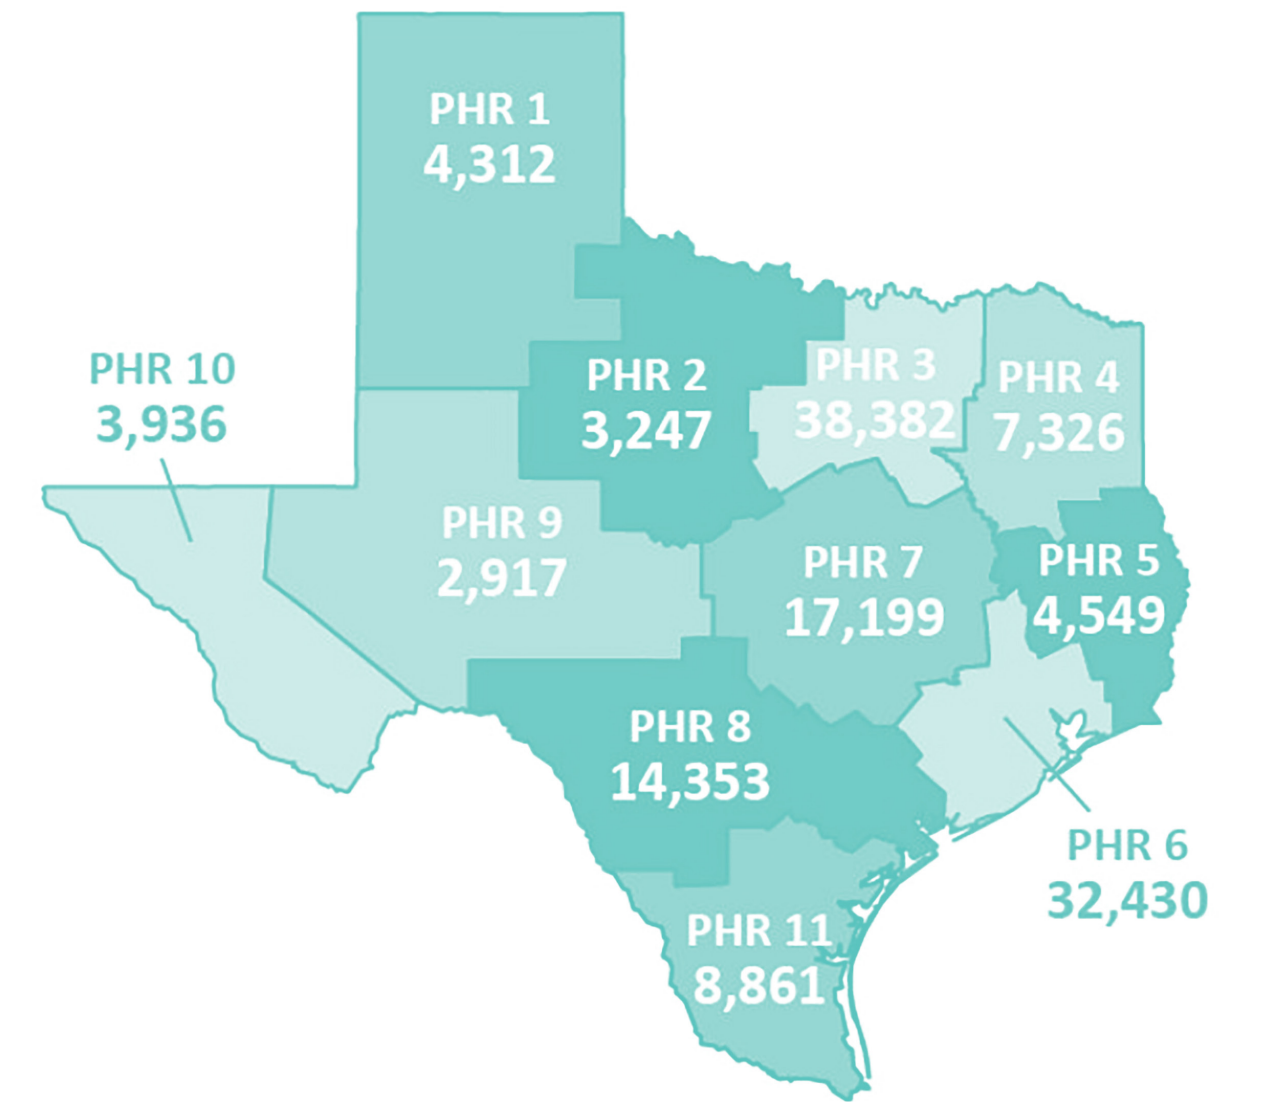 PHR 1
4,312
PHR 2
3,247
PHR 3
38,382
PHR 4
7,326
PHR 10
3,936
PHR 9
2,917
PHR 7
17,199
PHR 5
4,549
PHR 8
14,353
PHR 6
32,430
PHR 11
8,861